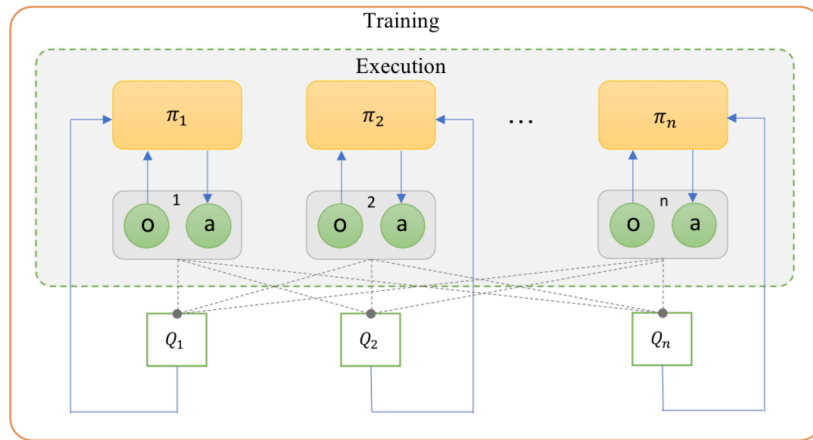 Training
Execution
π₁
π₂
...
πₙ
1
2
n
o
a
o
a
o
a
Q₁
Q₂
Qₙ